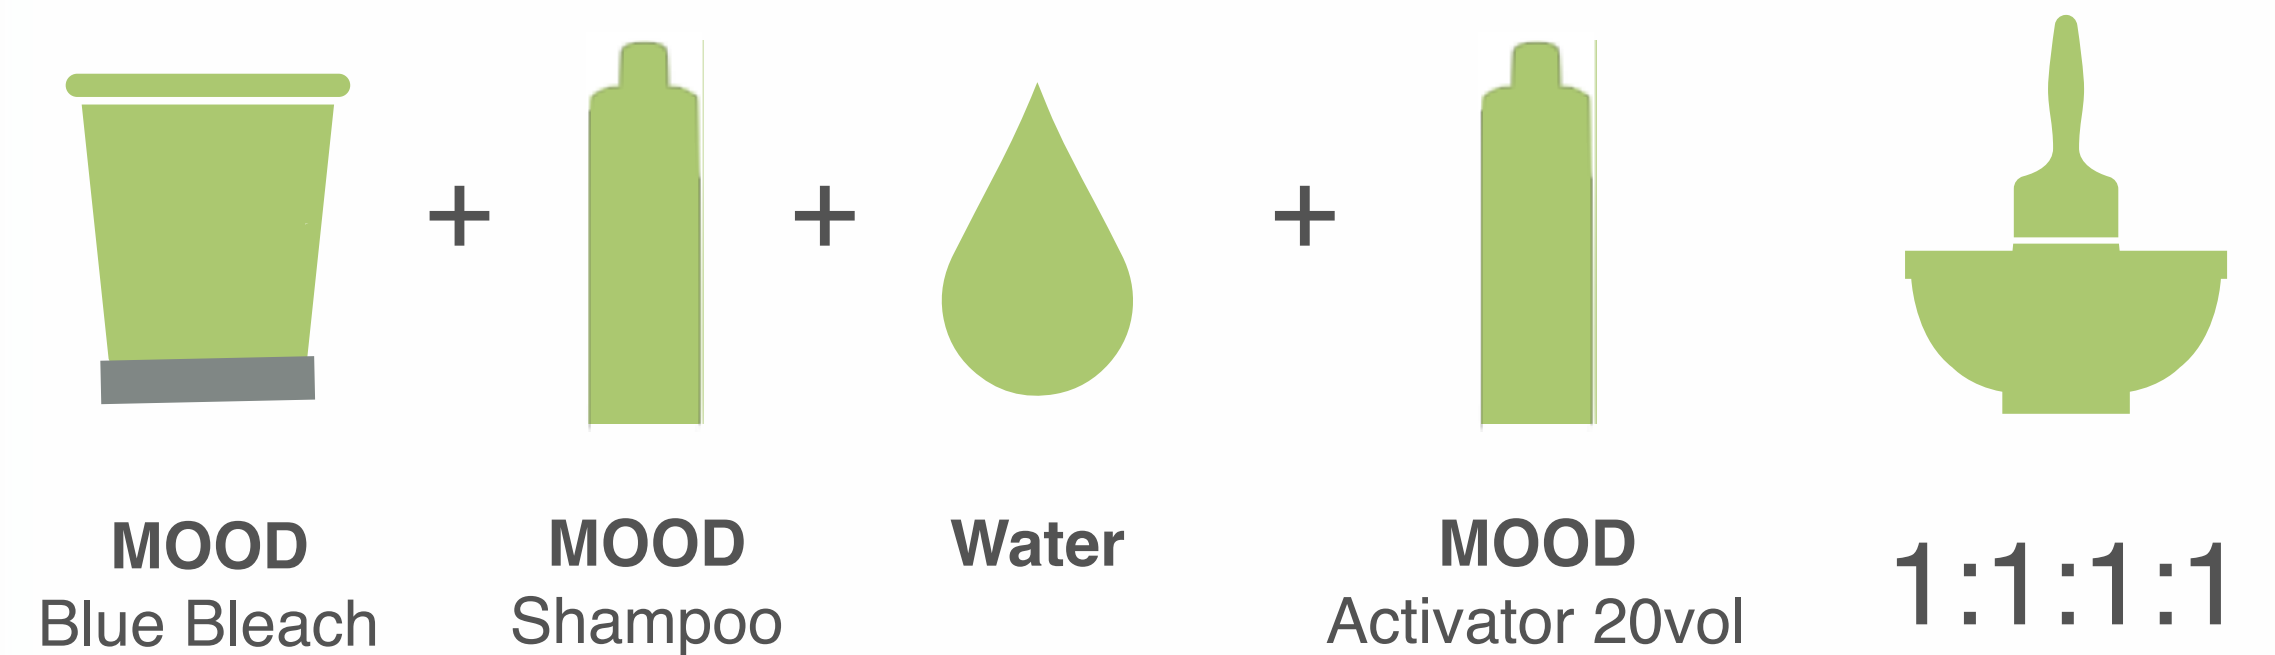 + + +
MOOD
Blue Bleach
MOOD
Shampoo
Water
MOOD
Activator 20vol
1:1:1:1